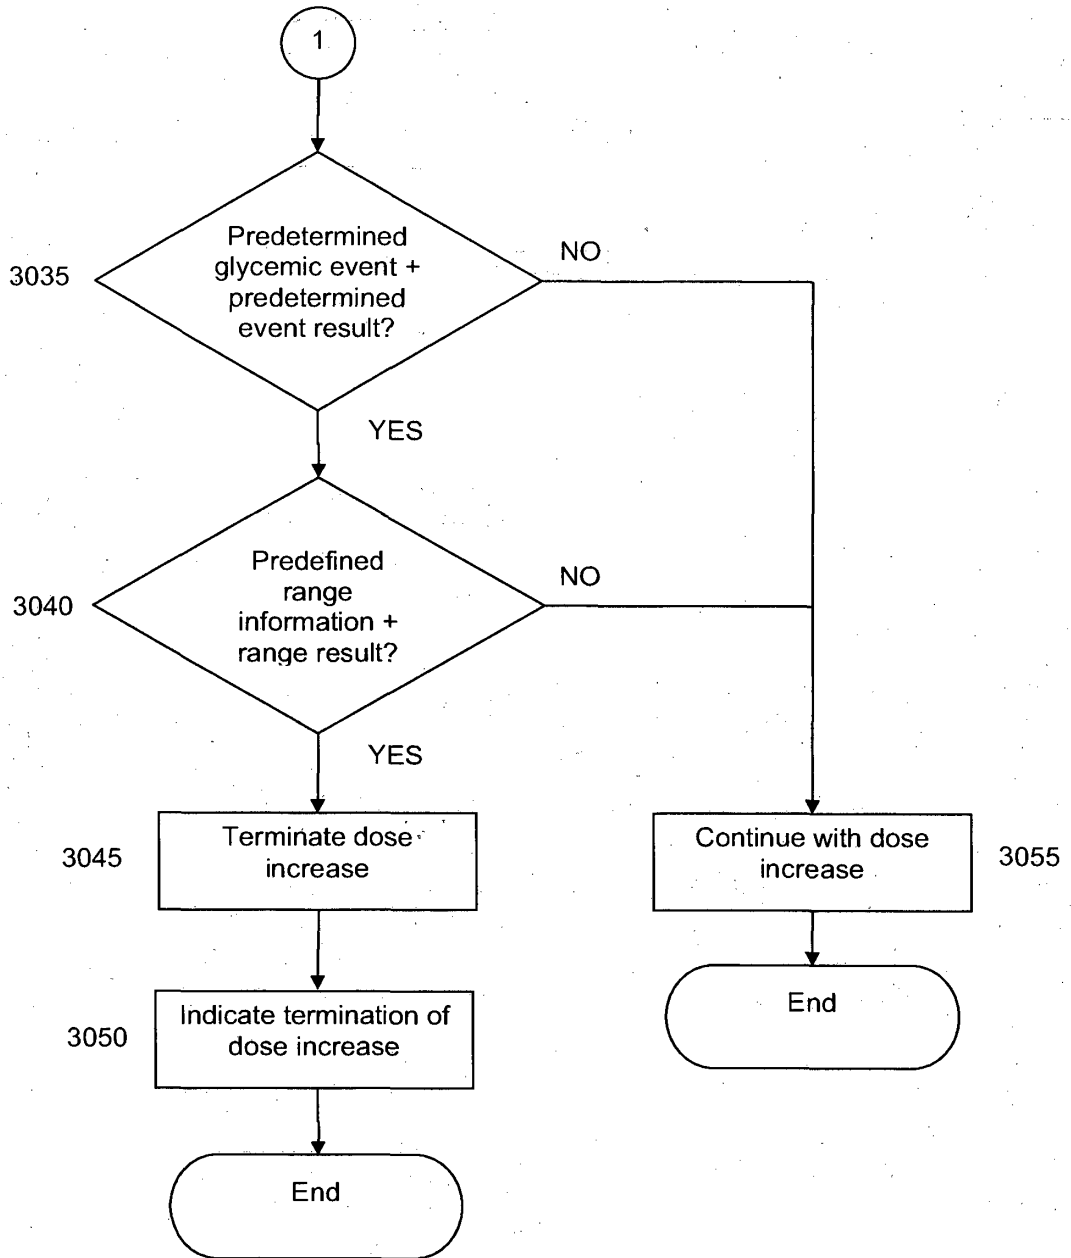 1
Predetermined
glycemic event +
predetermined
event result?
NO
3035
YES
Predefined
range
information +
range result?
NO
3040
YES
Terminate dose
increase
3045
Continue with dose
increase
3055
Indicate termination of
dose increase
3050
End
End